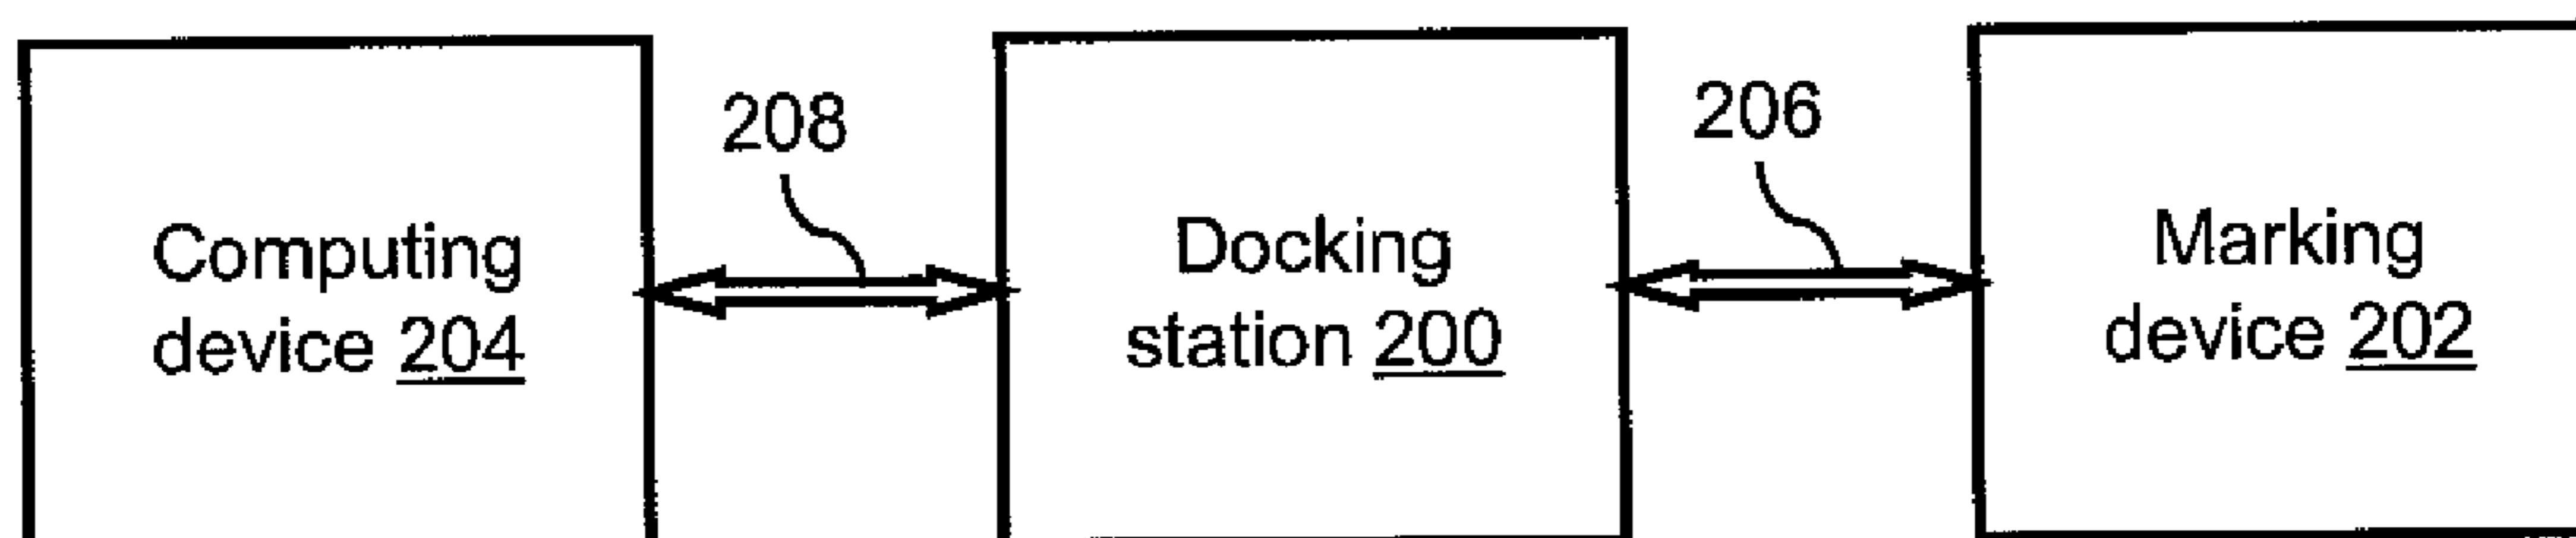 208
206
Computing
device 204
Docking
station 200
Marking
device 202